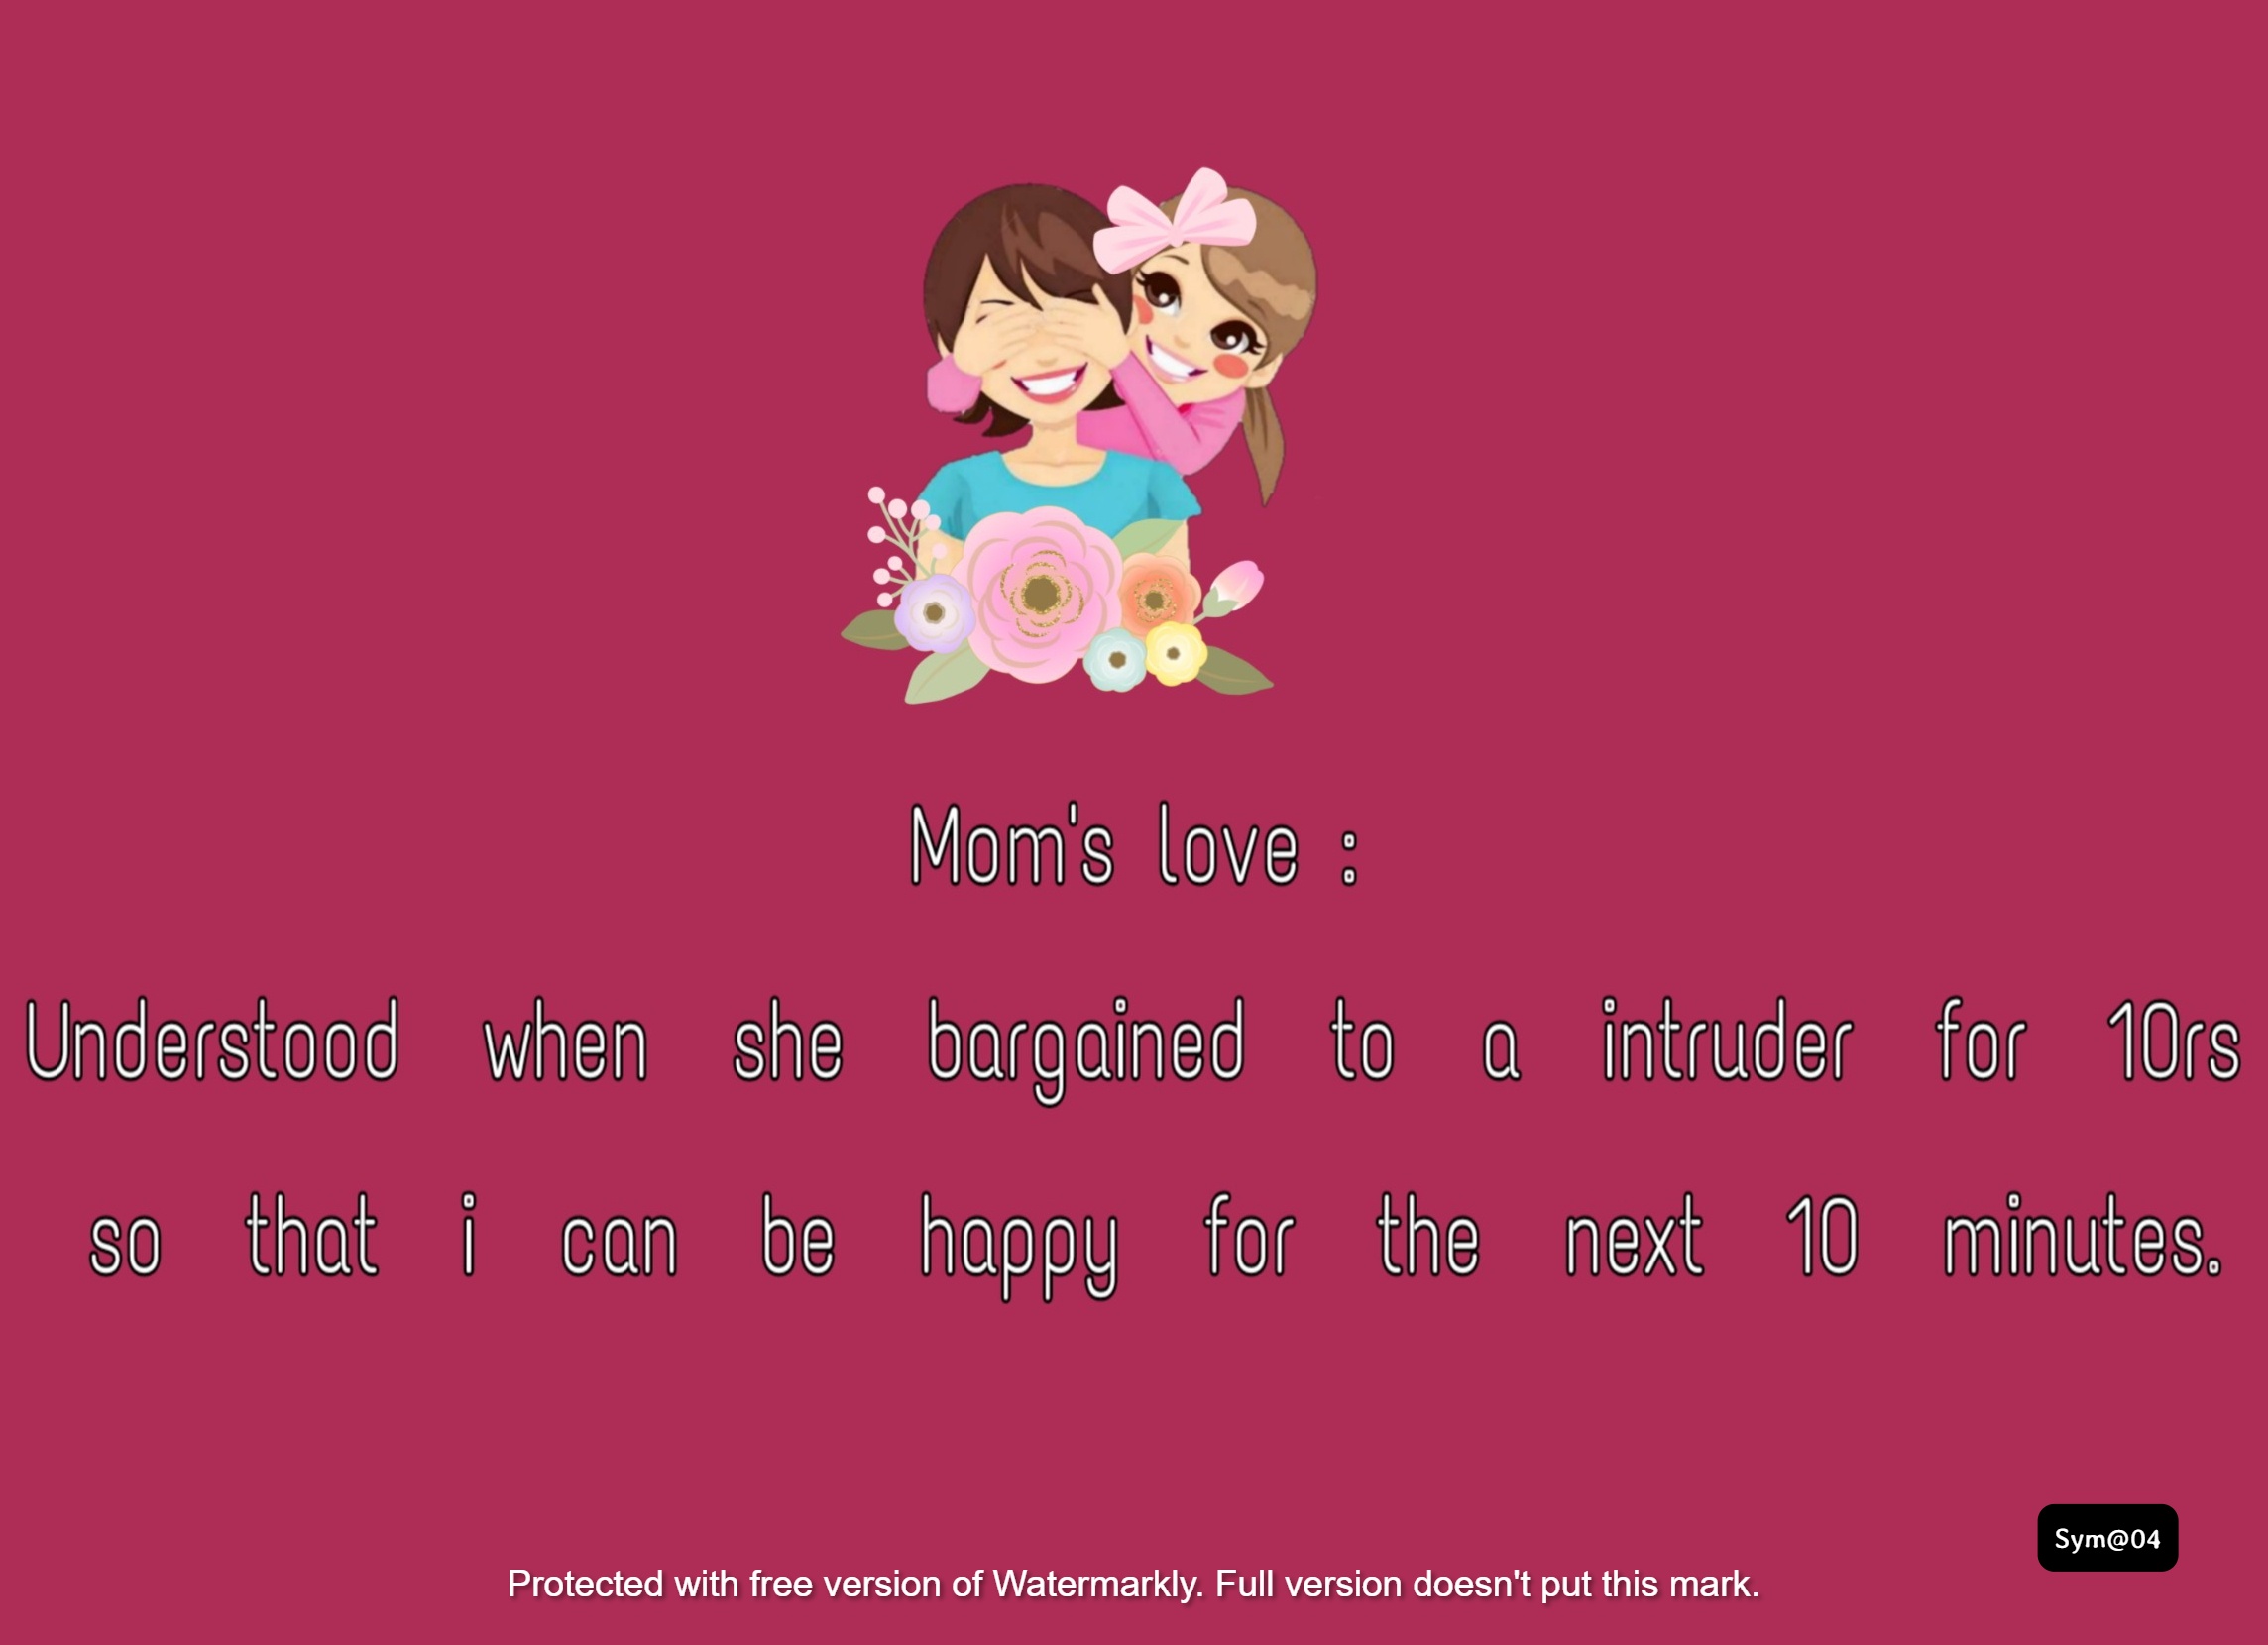 Mom's love :
Understood when she bargained to a intruder for 10rs
so that i can be happy for the next 10 minutes.
Sym@04
Protected with free version of Watermarkly. Full version doesn't put this mark.